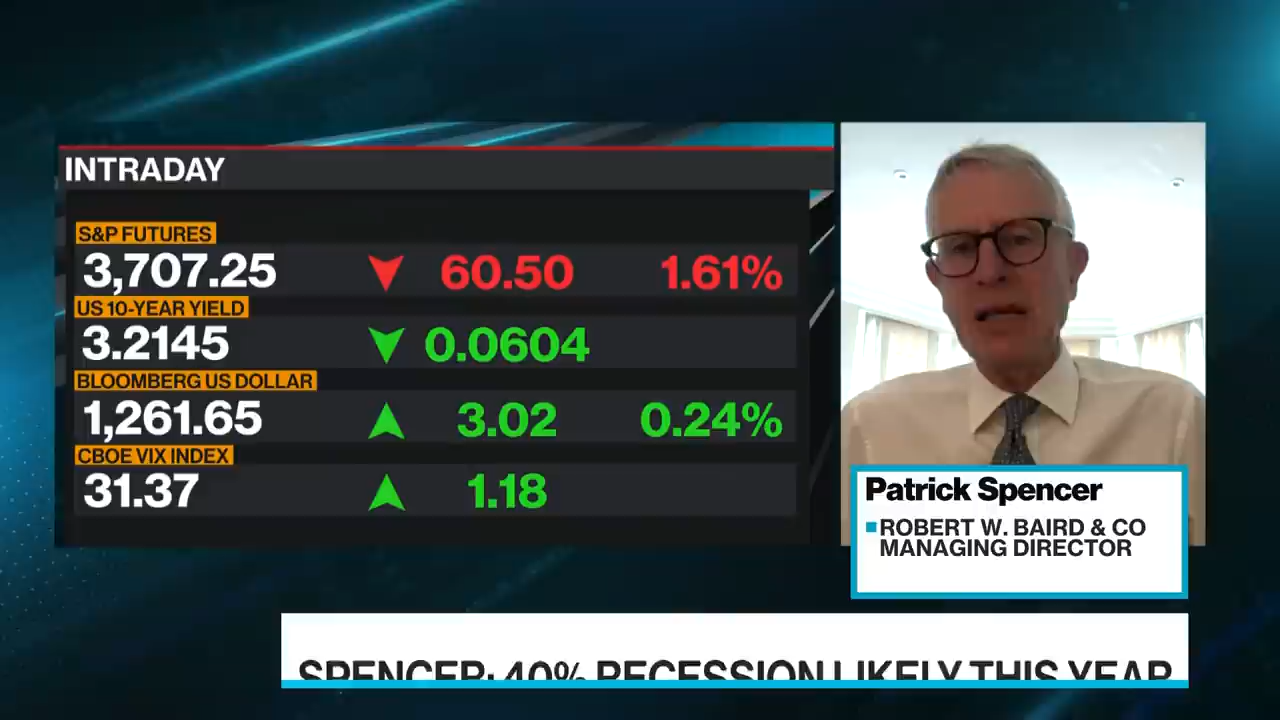 INTRADAY
S&P FUTURES
3,707.25 60.50 1.61%
US 10-YEAR YIELD
3.2145 0.0604
BLOOMBERG US DOLLAR
1,261.65 3.02 0.24%
CBOE VIX INDEX
31.37 1.18
Patrick Spencer
ROBERT W. BAIRD & CO
MANAGING DIRECTOR
SPENCER: 40% RECESSION LIKELY THIS YEAR